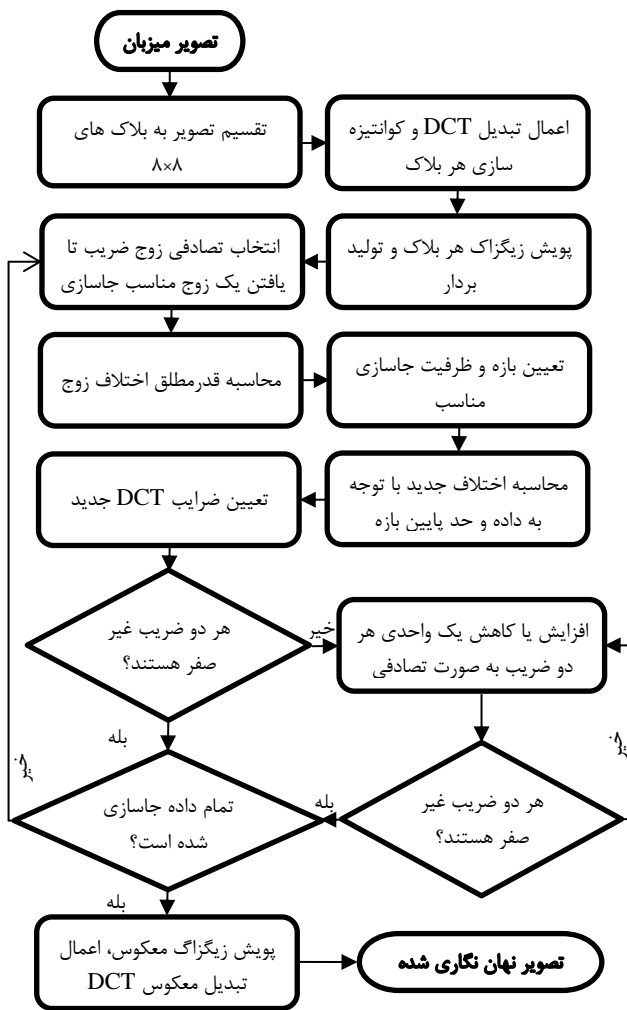 تصویر میزبان
تقسیم تصویر به بلاک های
۸×۸
اعمال تبدیل DCT و کوانتیزه
سازی هر بلاک
پویش زیگزاک هر بلاک و تولید
بردار
انتخاب تصادفی زوج ضریب تا
یافتن یک زوج مناسب جاسازی
محاسبه قدرمطلق اختلاف زوج
تعیین بازه و ظرفیت جاسازی
مناسب
محاسبه اختلاف جدید با توجه
به داده و حد پایین بازه
تعیین ضرایب DCT جدید
هر دو ضریب غیر
صفر هستند؟
خیر
افزایش یا کاهش یک واحدی هر
دو ضریب به صورت تصادفی
بله
هر دو ضریب غیر
صفر هستند؟
خیر
بله
تمام داده جاسازی
شده است؟
خیر
بله
پویش زیگزاگ معکوس، اعمال
تبدیل معکوس DCT
تصویر نهان نگاری شده